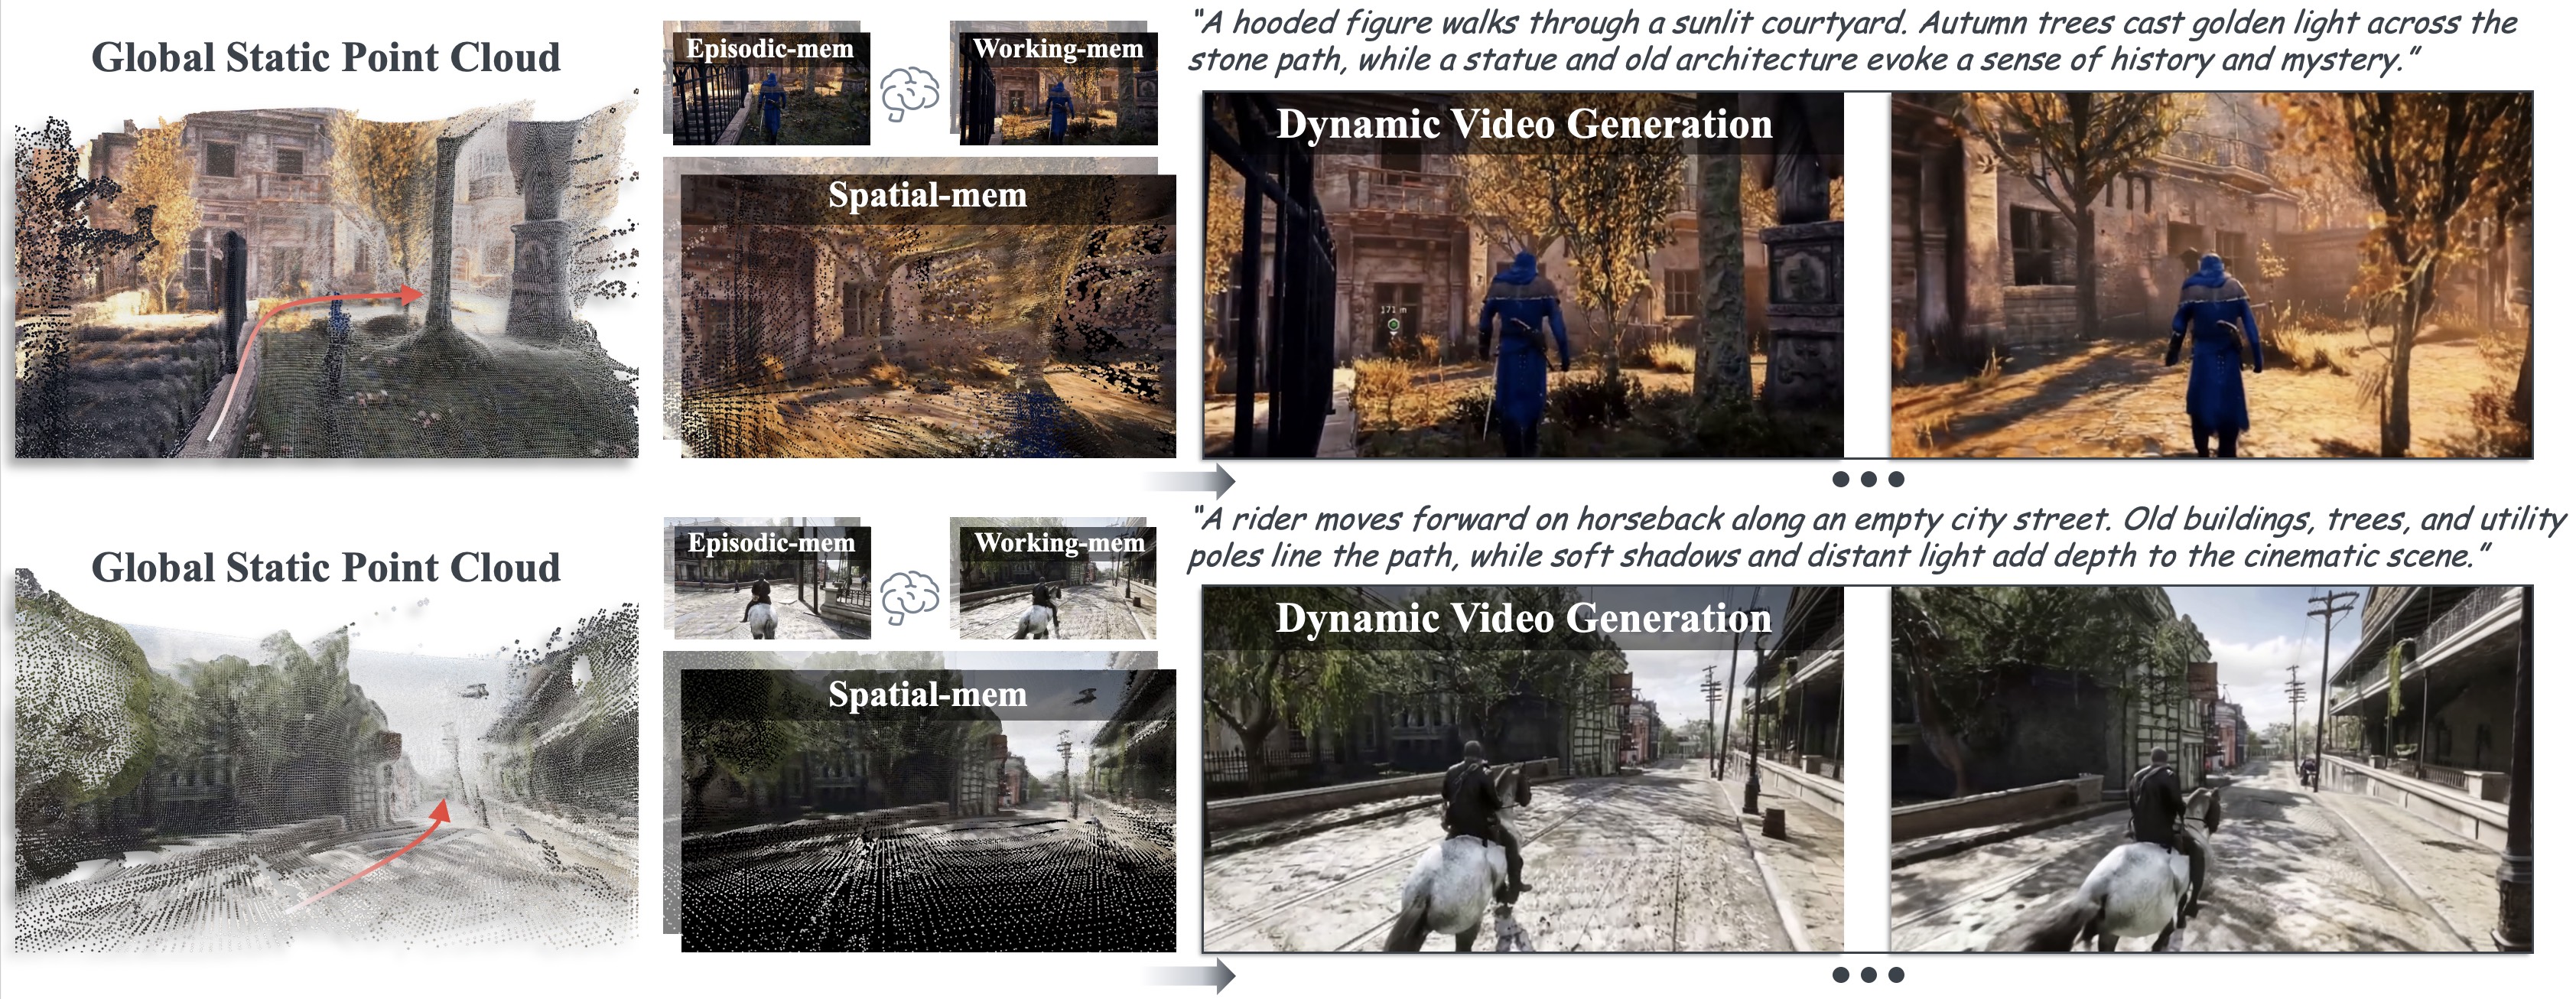 Global Static Point Cloud
Episodic-mem
Working-mem
Spatial-mem
"A hooded figure walks through a sunlit courtyard. Autumn trees cast golden light across the
stone path, while a statue and old architecture evoke a sense of history and mystery."
Dynamic Video Generation
171 m
Global Static Point Cloud
Episodic-mem
Working-mem
Spatial-mem
"A rider moves forward on horseback along an empty city street. Old buildings, trees, and utility
poles line the path, while soft shadows and distant light add depth to the cinematic scene."
Dynamic Video Generation